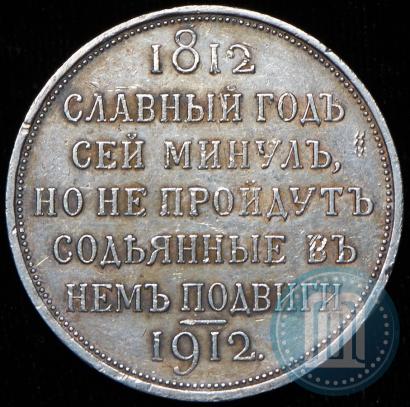 1812
СЛАВНЫЙ ГОДЪ
СЕЙ МИНУЛЪ,
НО НЕ ПРОЙДУТЪ
СОДѢЯННЫЕ ВЪ
НЕМЪ ПОДВИГИ
1912.